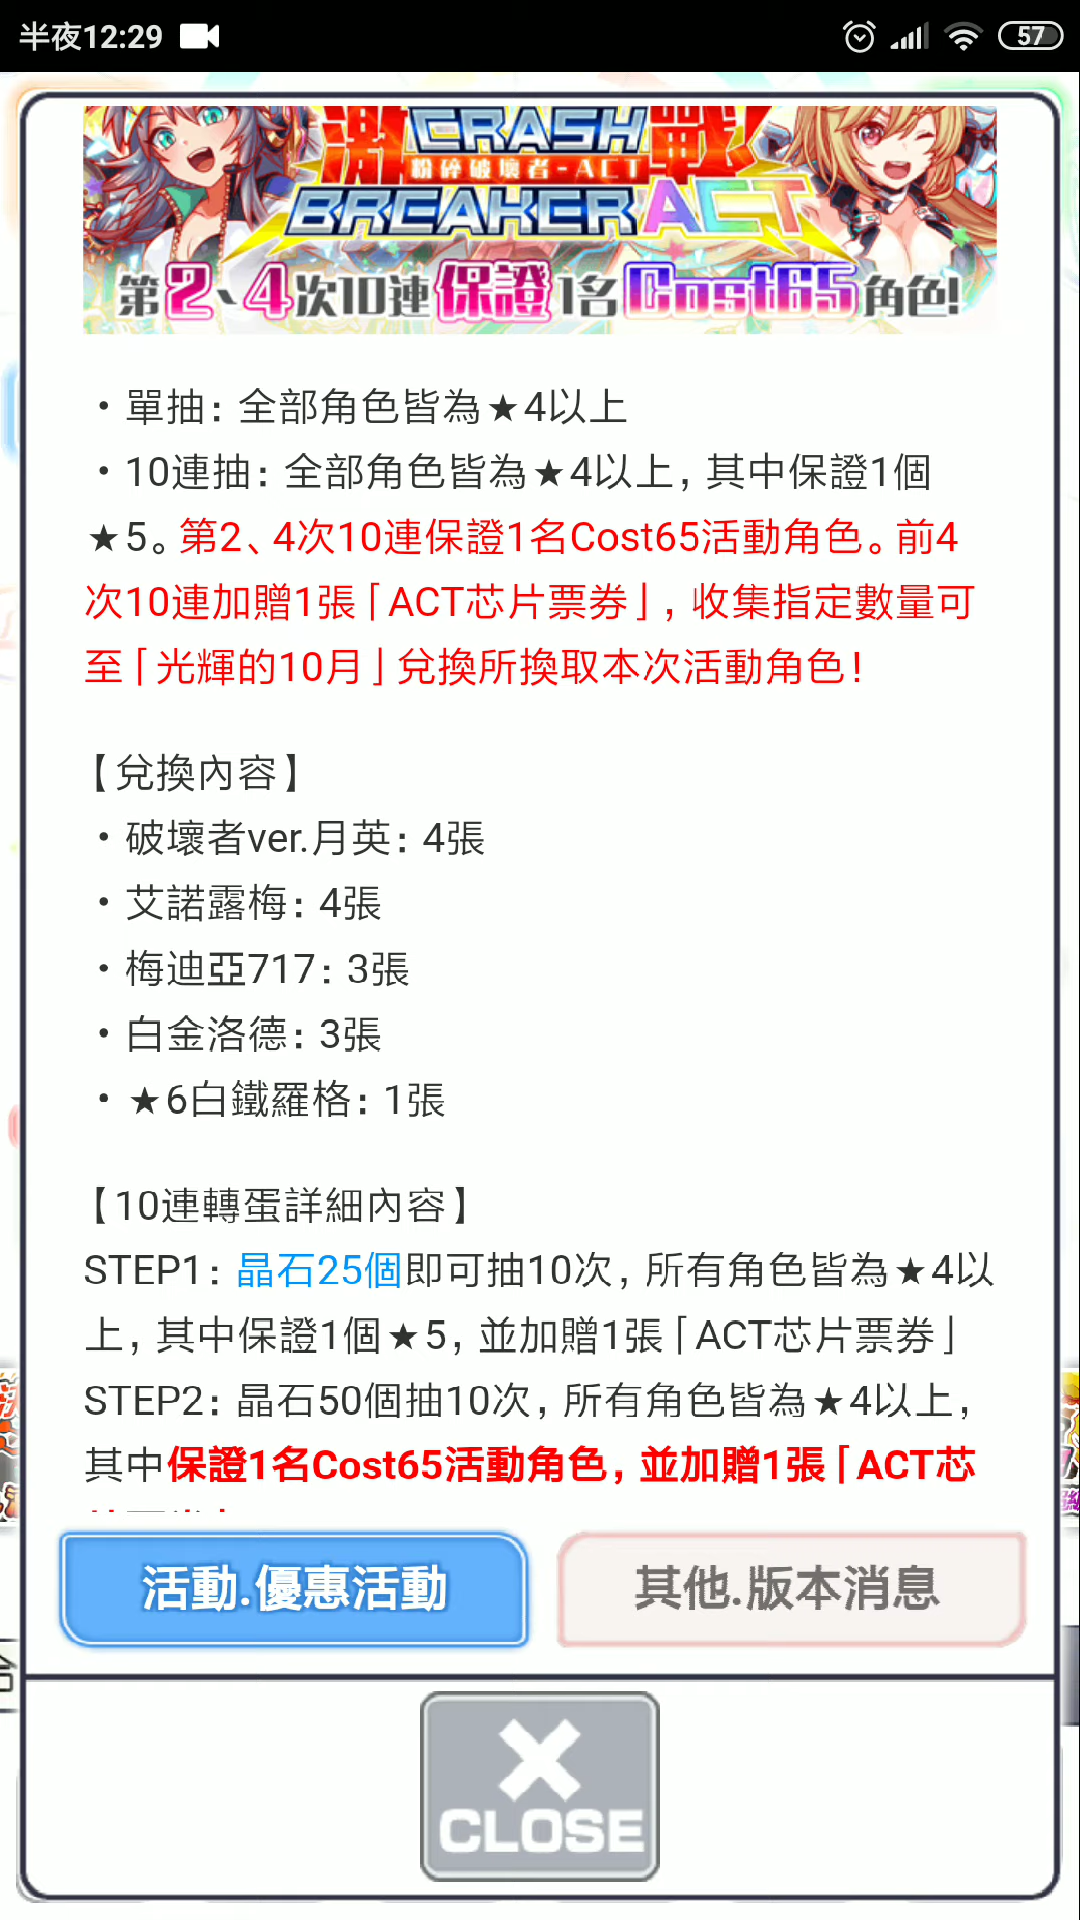 半夜12:29
57
激戰！
CRASH
粉碎破壞者-ACT
BREAKER ACT
第2、4次10連保證1名Cost65角色!
・單抽：全部角色皆為★4以上
・10連抽：全部角色皆為★4以上，其中保證1個
★5。第2、4次10連保證1名Cost65活動角色。前4
次10連加贈1張「ACT芯片票券」，收集指定數量可
至「光輝的10月」兌換所換取本次活動角色！
【兌換內容】
・破壞者ver.月英：4張
・艾諾露梅：4張
・梅迪亞717：3張
・白金洛德：3張
・★6白鐵羅格：1張
【10連轉蛋詳細內容】
STEP1：晶石25個即可抽10次，所有角色皆為★4以
上，其中保證1個★5，並加贈1張「ACT芯片票券」
STEP2：晶石50個抽10次，所有角色皆為★4以上，
其中保證1名Cost65活動角色，並加贈1張「ACT芯
活動.優惠活動
其他.版本消息
CLOSE